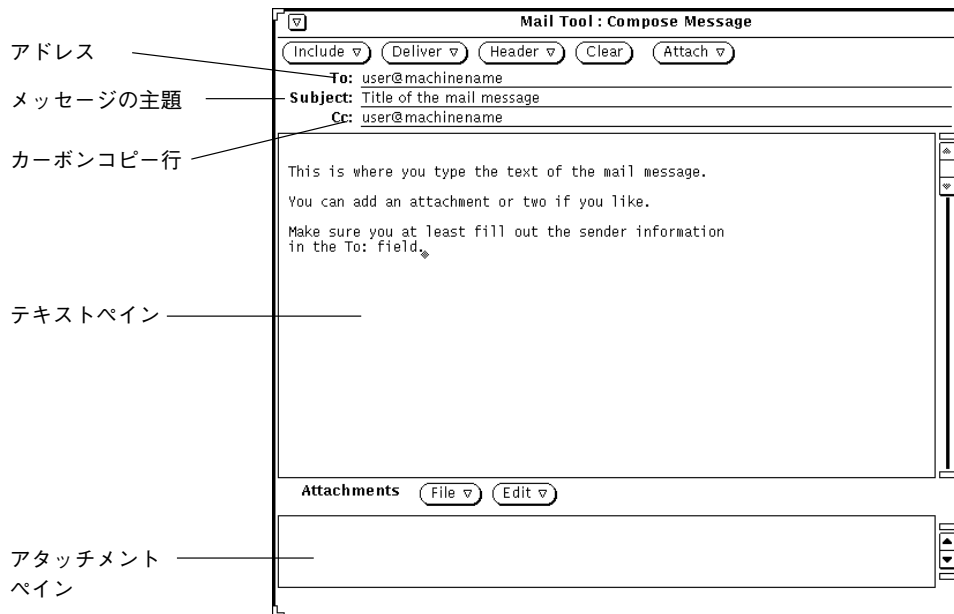 Mail Tool : Compose Message
Include Deliver Header Clear Attach
アドレス
To: user@machinename
メッセージの主題
Subject: Title of the mail message
Cc: user@machinename
カーボンコピー行
This is where you type the text of the mail message.
You can add an attachment or two if you like.
Make sure you at least fill out the sender information
in the To: field.
テキストペイン
Attachments File Edit
アタッチメント
ペイン